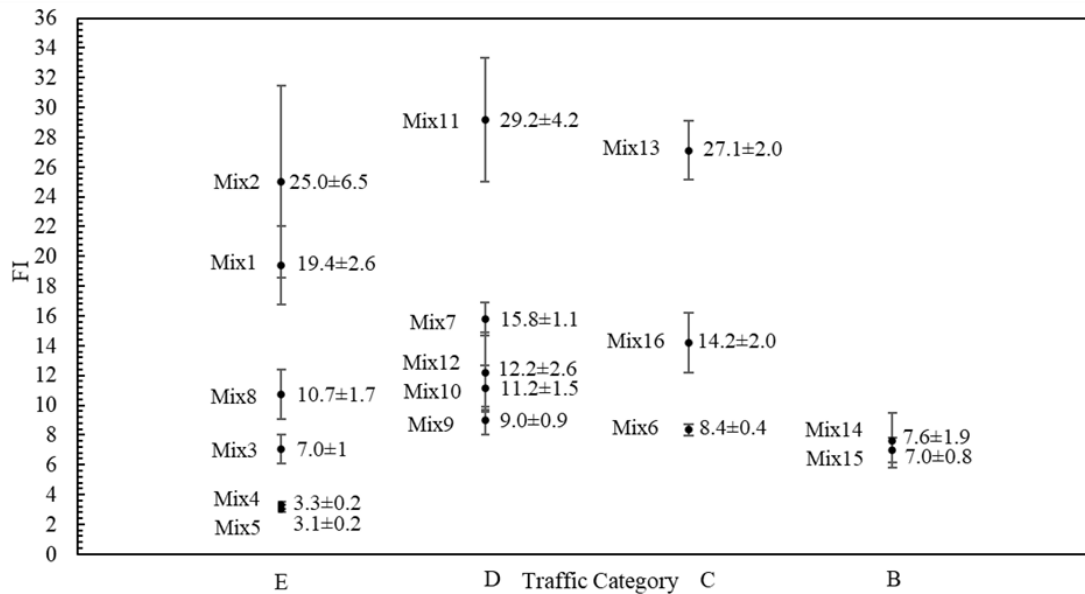 36
34
32
30
28
26
24
22
20
18
16
14
12
10
8
6
4
2
0
FI
Mix11 29.2±4.2
Mix13 27.1±2.0
Mix2 25.0±6.5
Mix1 19.4±2.6
Mix7 15.8±1.1
Mix16 14.2±2.0
Mix12 12.2±2.6
Mix10 11.2±1.5
Mix8 10.7±1.7
Mix9 9.0±0.9
Mix6 8.4±0.4
Mix14 7.6±1.9
Mix15 7.0±0.8
Mix3 7.0±1
Mix4 3.3±0.2
Mix5 3.1±0.2
E D Traffic Category C B